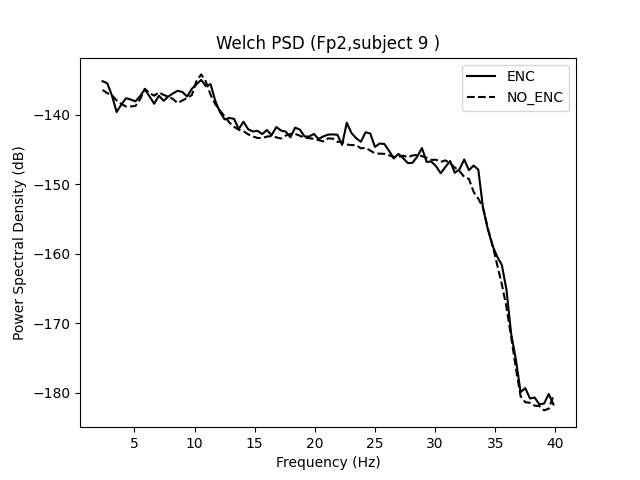 Welch PSD (Fp2,subject 9 )
ENC
NO_ENC
Power Spectral Density (dB)
−140
−150
−160
−170
−180
5 10 15 20 25 30 35 40
Frequency (Hz)